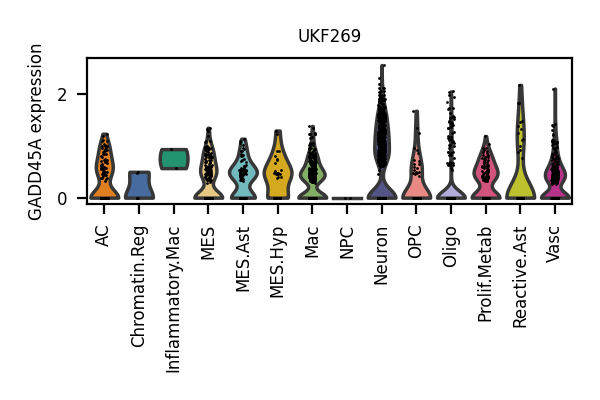 UKF269
GADD45A expression
2
0
AC
Chromatin.Reg
Inflammatory.Mac
MES
MES.Ast
MES.Hyp
Mac
NPC
Neuron
OPC
Oligo
Prolif.Metab
Reactive.Ast
Vasc